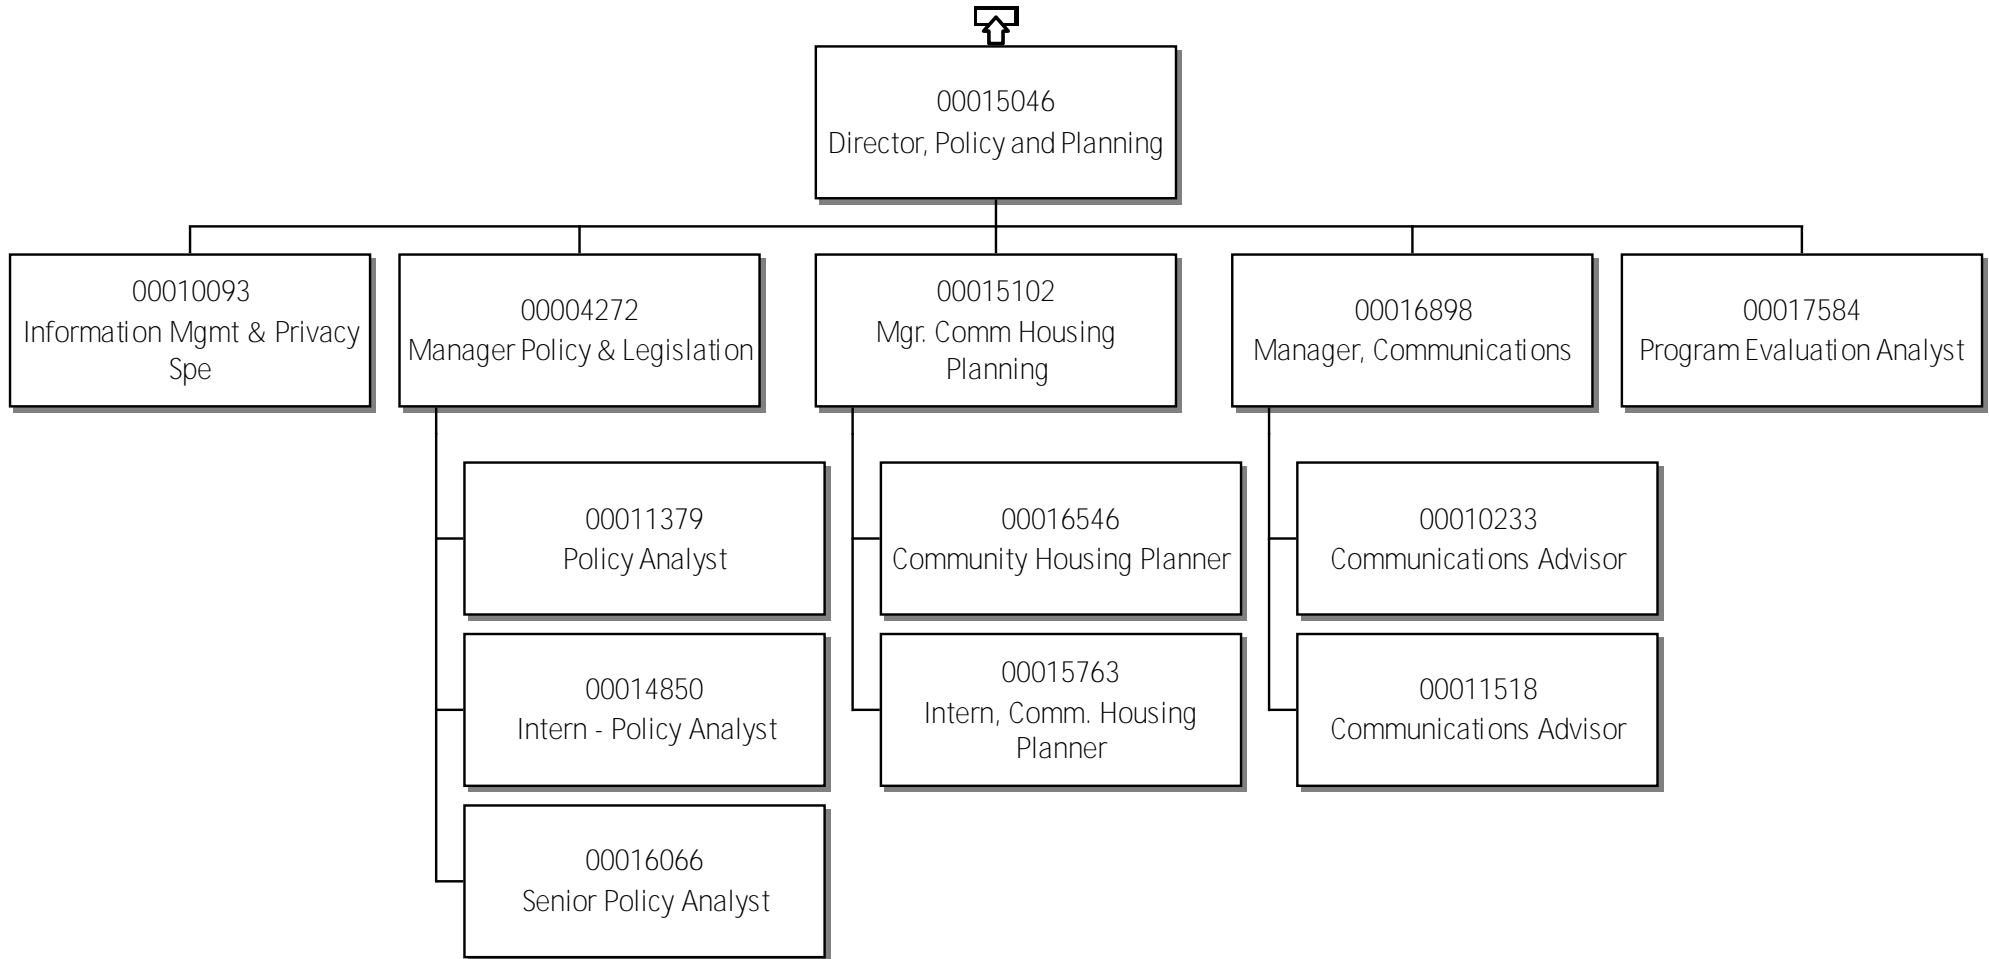 00015046
Director, Policy and Planning
00010093
Information Mgmt & Privacy
Spe
00004272
Manager Policy & Legislation
00015102
Mgr. Comm Housing
Planning
00016898
Manager, Communications
00017584
Program Evaluation Analyst
00011379
Policy Analyst
00014850
Intern - Policy Analyst
00016066
Senior Policy Analyst
00016546
Community Housing Planner
00015763
Intern, Comm. Housing
Planner
00010233
Communications Advisor
00011518
Communications Advisor